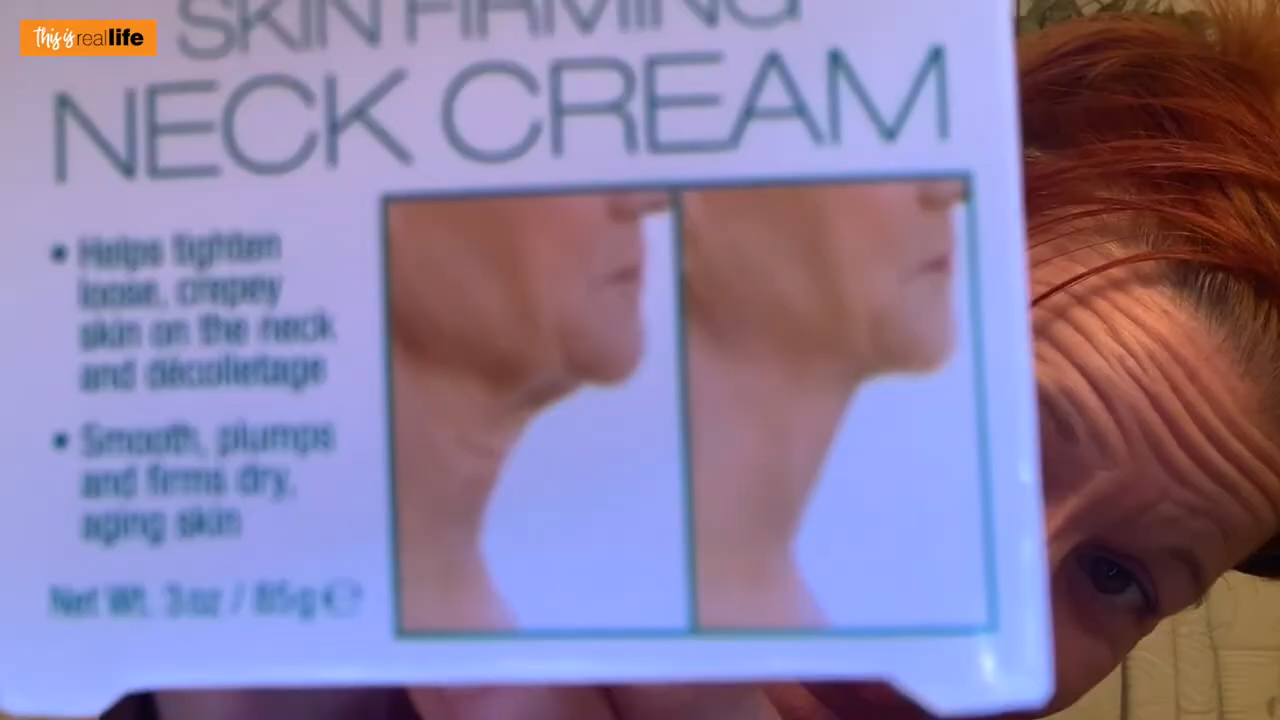 this is real life
SKIN FIRMING
NECK CREAM
• Helps tighten
loose, crepey
skin on the neck
and décolletage
• Smooth, plumps
and firms dry,
aging skin
Net Wt. 3 oz / 85g ℮